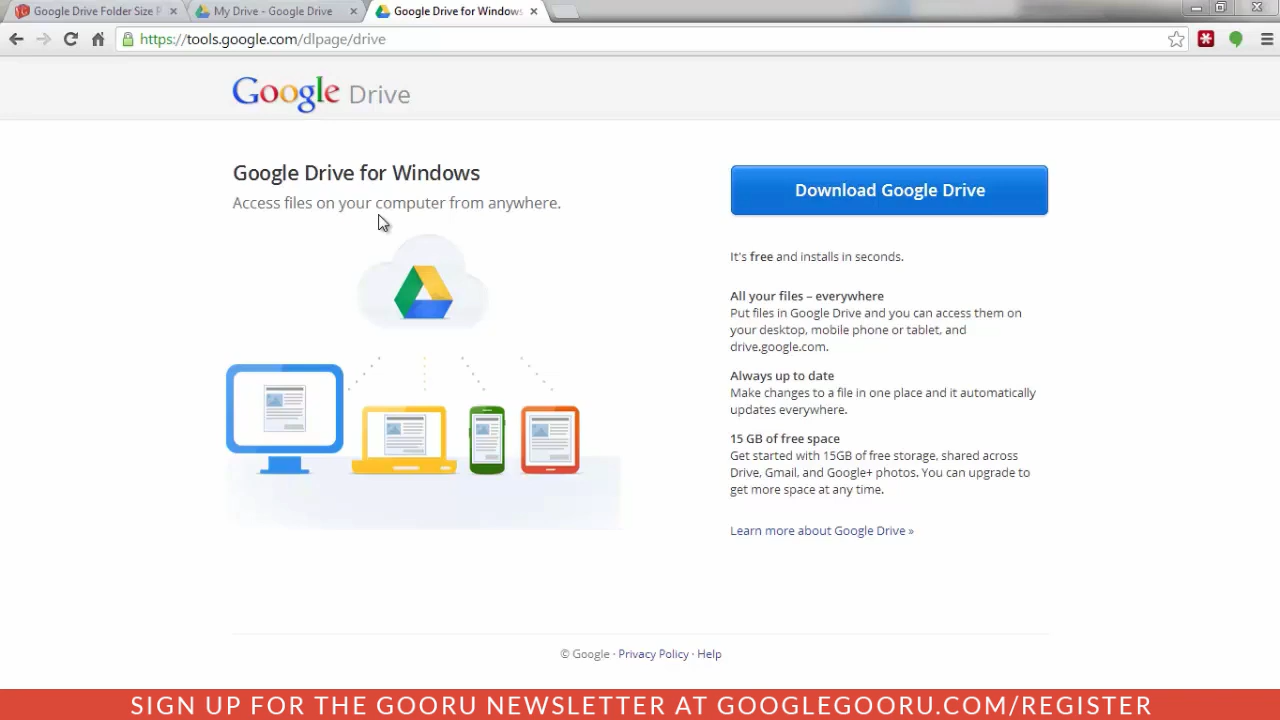 Google Drive Folder Size P
My Drive - Google Drive
Google Drive for Windows
https://tools.google.com/dlpage/drive
Google Drive
Google Drive for Windows
Access files on your computer from anywhere.
Download Google Drive
It's free and installs in seconds.
All your files – everywhere
Put files in Google Drive and you can access them on
your desktop, mobile phone or tablet, and
drive.google.com.
Always up to date
Make changes to a file in one place and it automatically
updates everywhere.
15 GB of free space
Get started with 15GB of free storage, shared across
Drive, Gmail, and Google+ photos. You can upgrade to
get more space at any time.
Learn more about Google Drive »
© Google · Privacy Policy · Help
SIGN UP FOR THE GOORU NEWSLETTER AT GOOGLEGOORU.COM/REGISTER